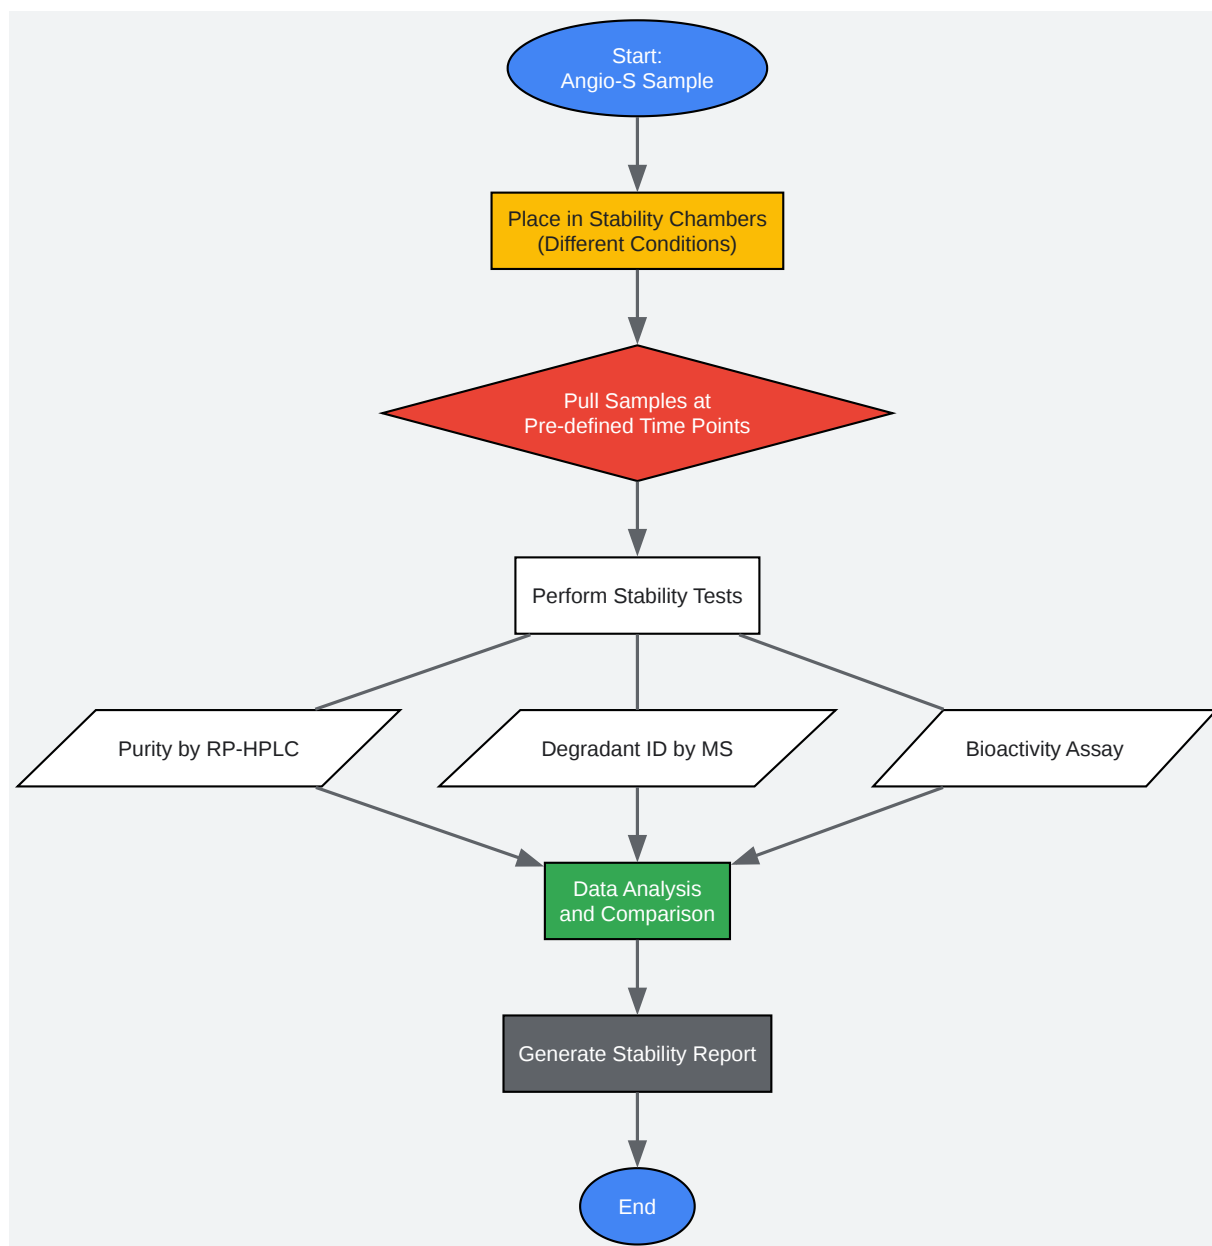 Start:
Angio-S Sample
Place in Stability Chambers
(Different Conditions)
Pull Samples at
Pre-defined Time Points
Perform Stability Tests
Purity by RP-HPLC
Degradant ID by MS
Bioactivity Assay
Data Analysis
and Comparison
Generate Stability Report
End